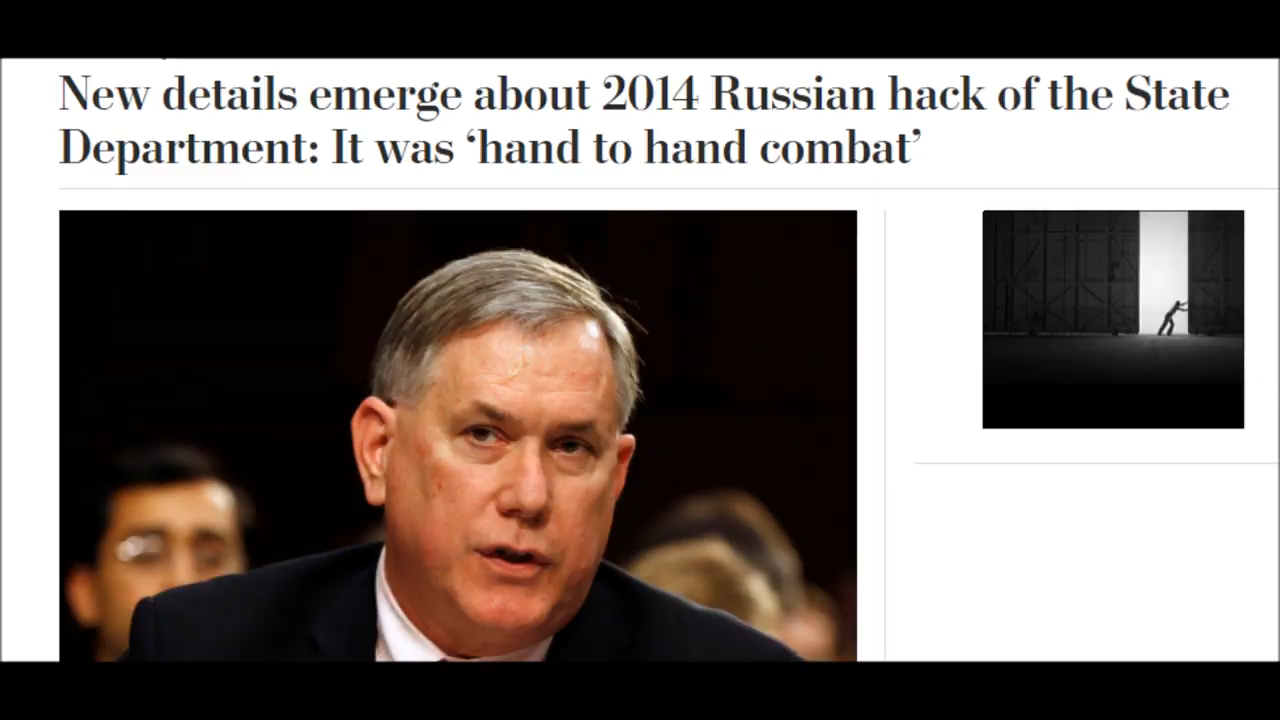 New details emerge about 2014 Russian hack of the State
Department: It was ‘hand to hand combat’